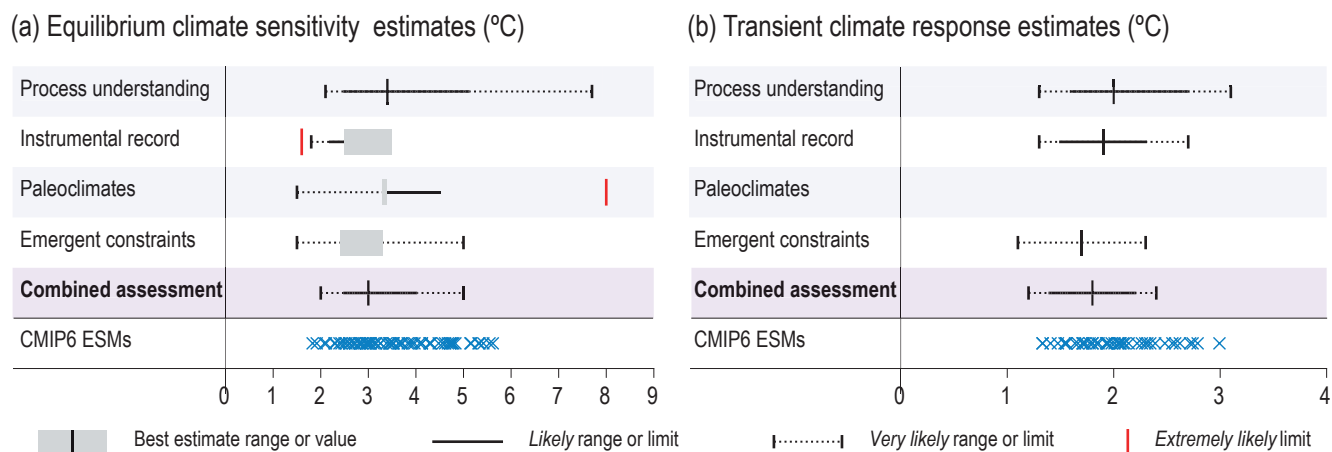 (a) Equilibrium climate sensitivity estimates (ºC)
Process understanding
Instrumental record
Paleoclimates
Emergent constraints
Combined assessment
CMIP6 ESMs
0 1 2 3 4 5 6 7 8 9
(b) Transient climate response estimates (ºC)
Process understanding
Instrumental record
Paleoclimates
Emergent constraints
Combined assessment
CMIP6 ESMs
0 1 2 3 4
Best estimate range or value
Likely range or limit
Very likely range or limit
Extremely likely limit